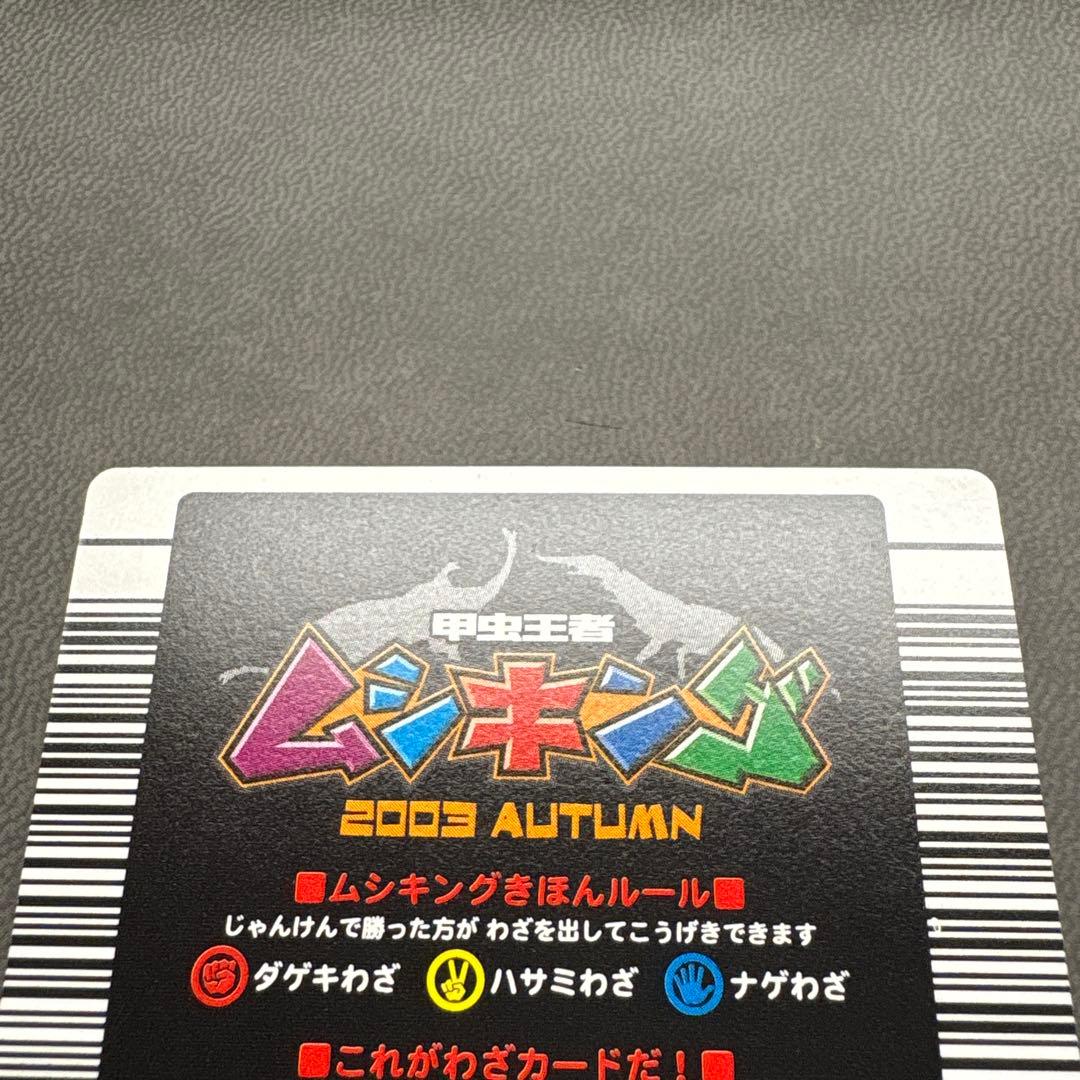 甲虫王者
ムシキング
2003 AUTUMN
■ムシキングきほんルール■
じゃんけんで勝った方が わざを出してこうげきできます
ダゲキわざ ハサミわざ ナゲわざ
■これがわざカードだ！■